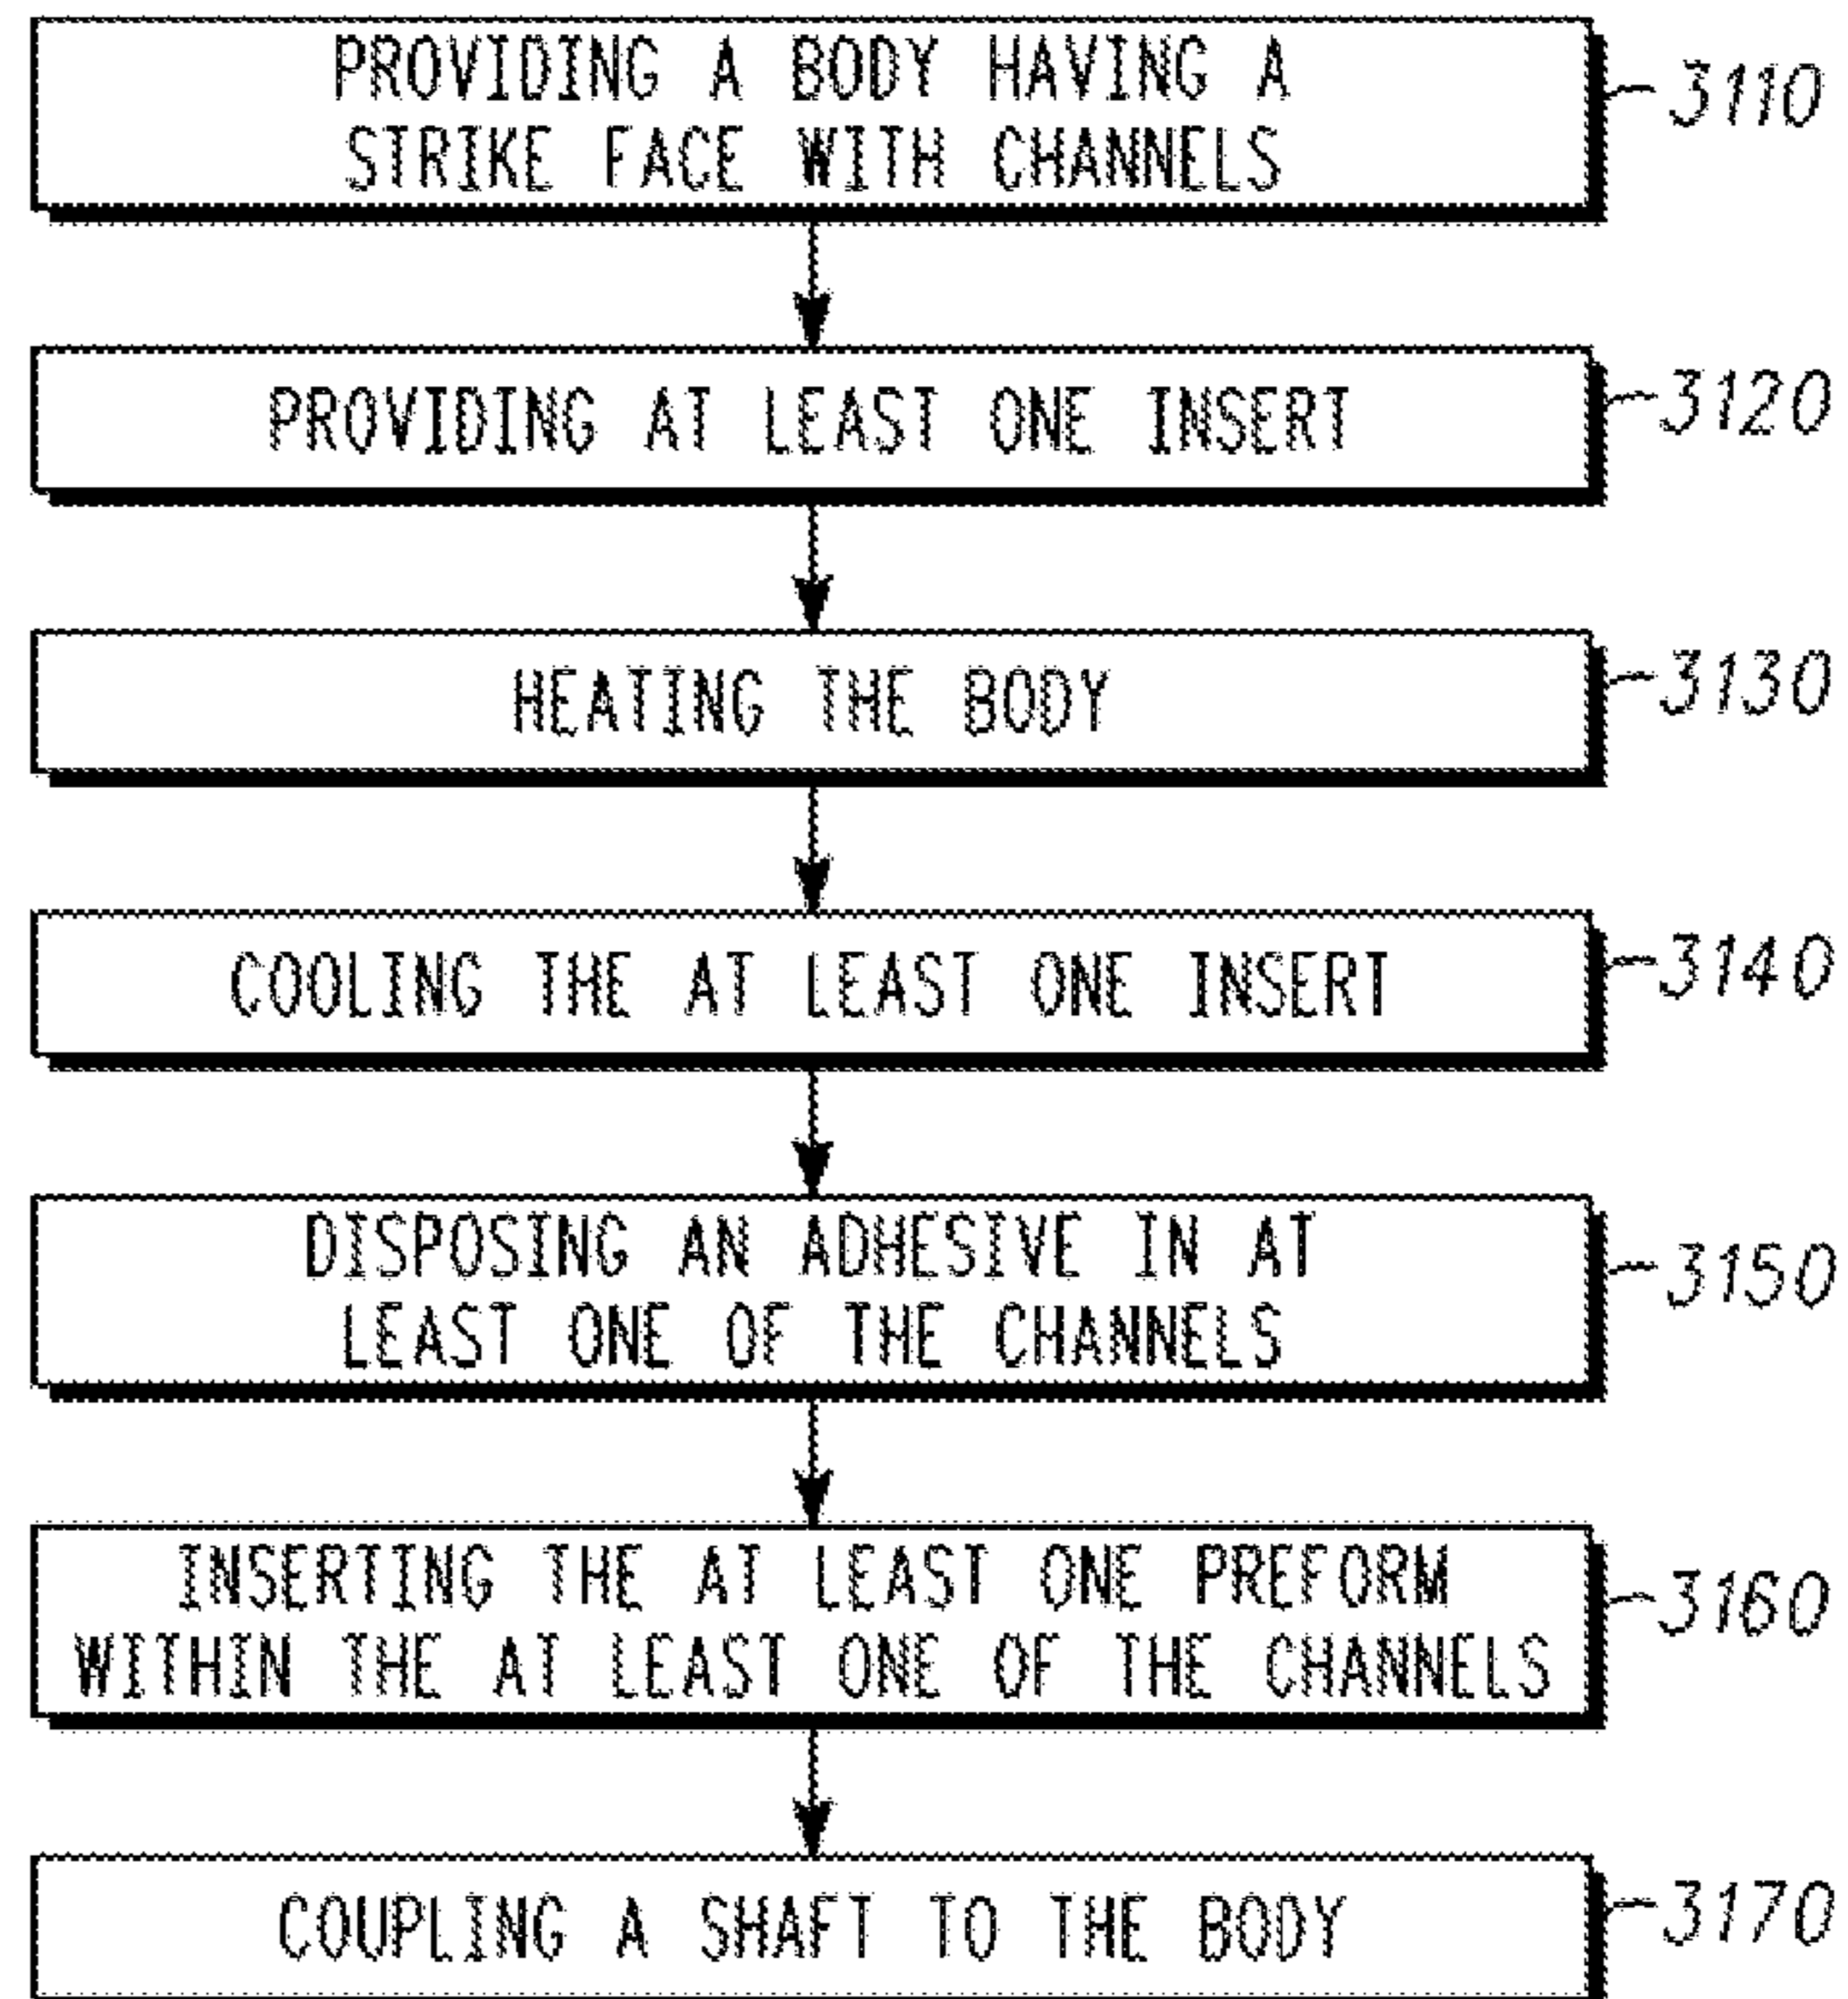 PROVIDING A BODY HAVING A
STRIKE FACE WITH CHANNELS
3110
PROVIDING AT LEAST ONE INSERT
3120
HEATING THE BODY
3130
COOLING THE AT LEAST ONE INSERT
3140
DISPOSING AN ADHESIVE IN AT
LEAST ONE OF THE CHANNELS
3150
INSERTING THE AT LEAST ONE PREFORM
WITHIN THE AT LEAST ONE OF THE CHANNELS
3160
COUPLING A SHAFT TO THE BODY
3170